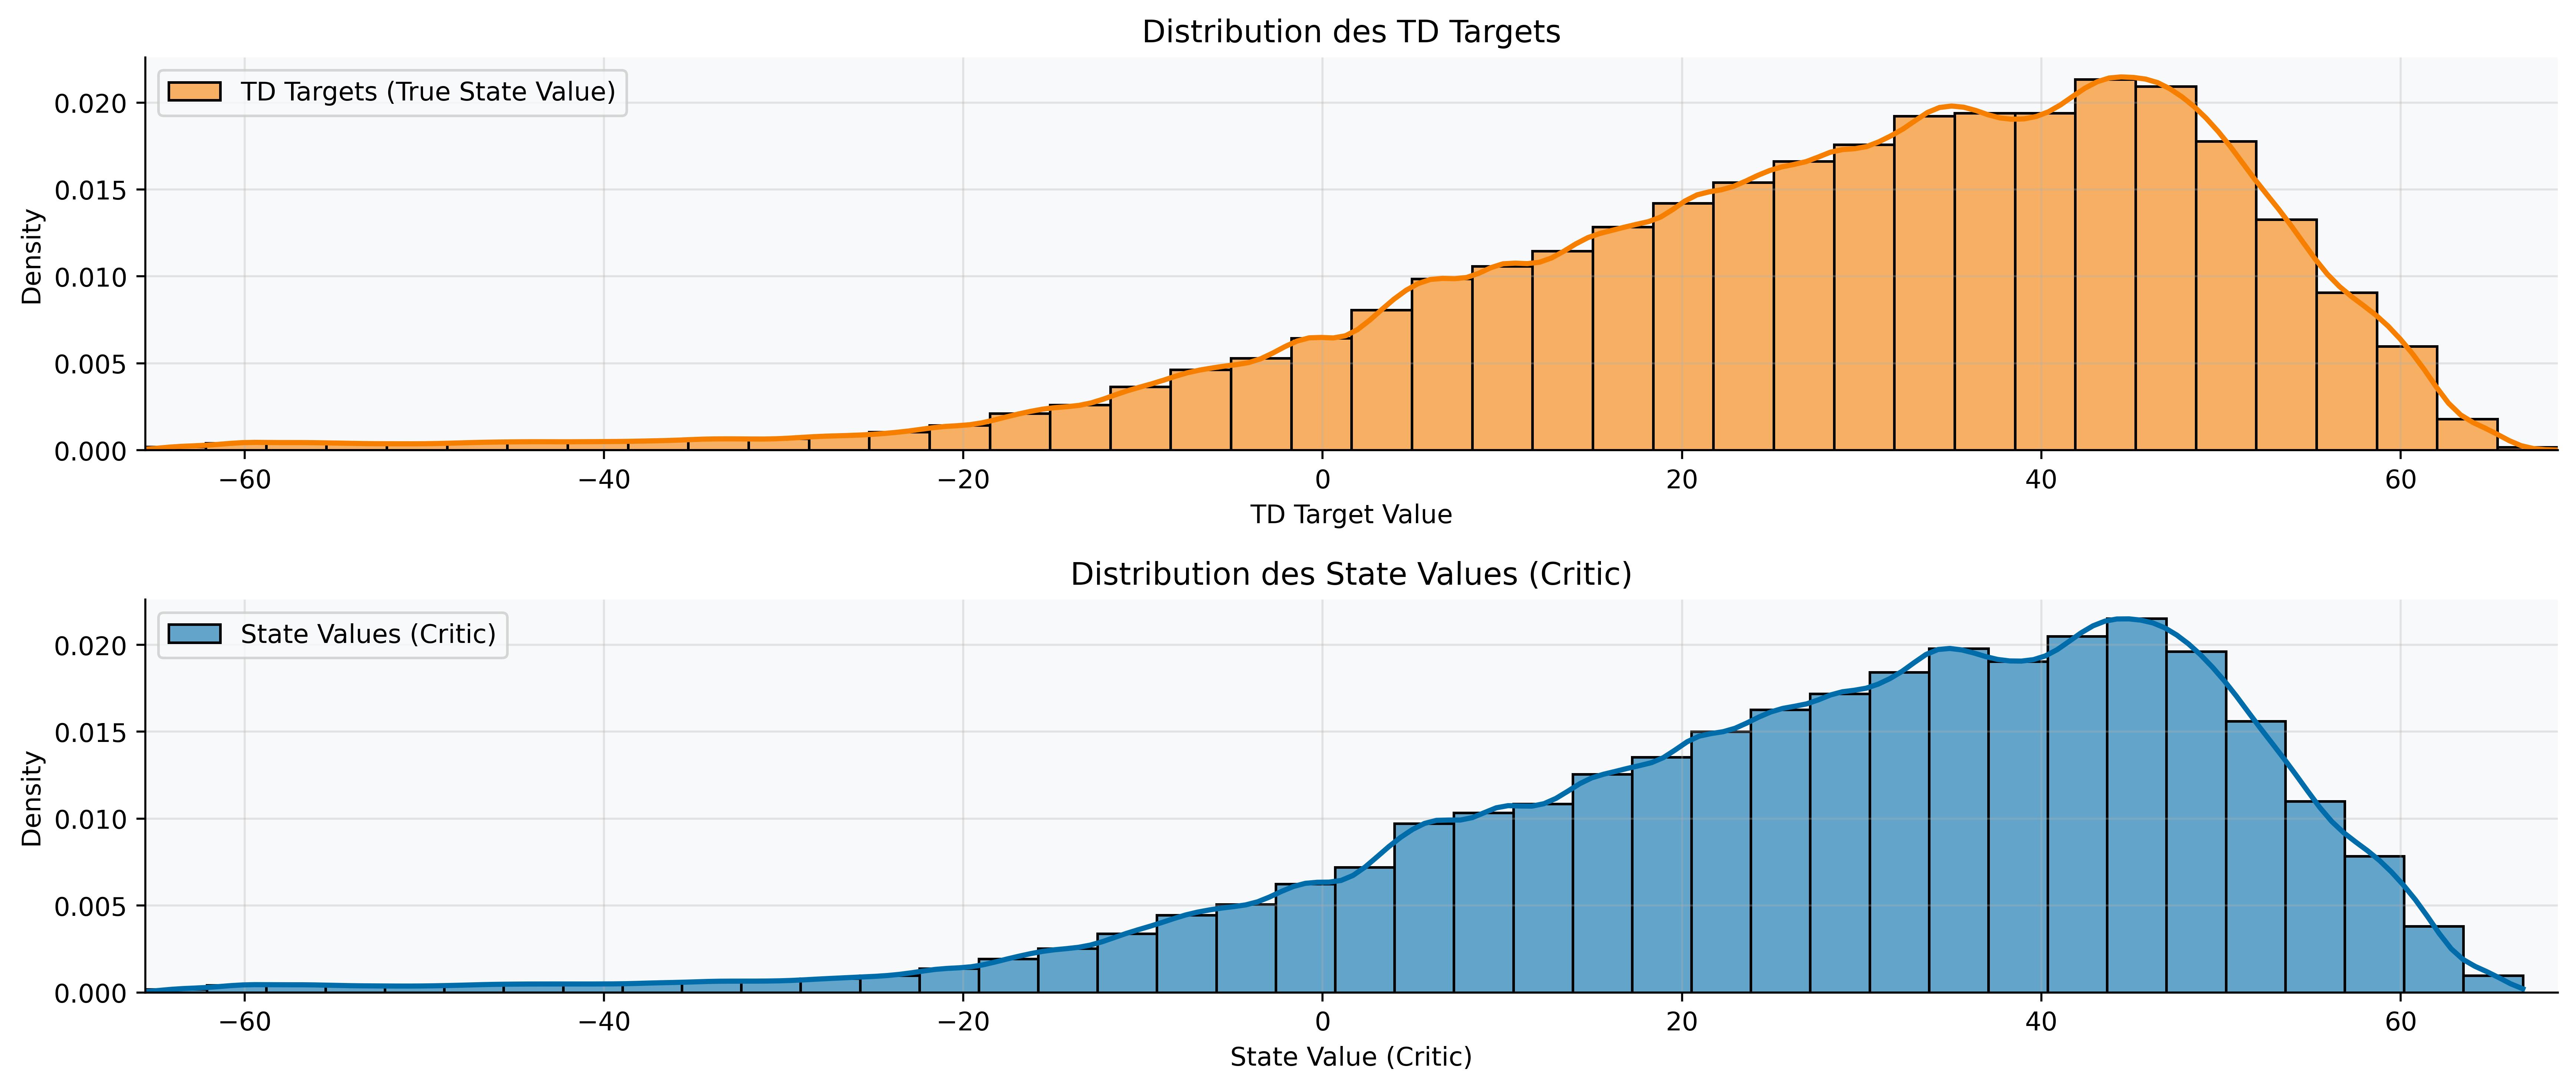 Distribution des TD Targets
TD Targets (True State Value)
Density
0.020
0.015
0.010
0.005
0.000
−60 −40 −20 0 20 40 60
TD Target Value
Distribution des State Values (Critic)
State Values (Critic)
Density
0.020
0.015
0.010
0.005
0.000
−60 −40 −20 0 20 40 60
State Value (Critic)